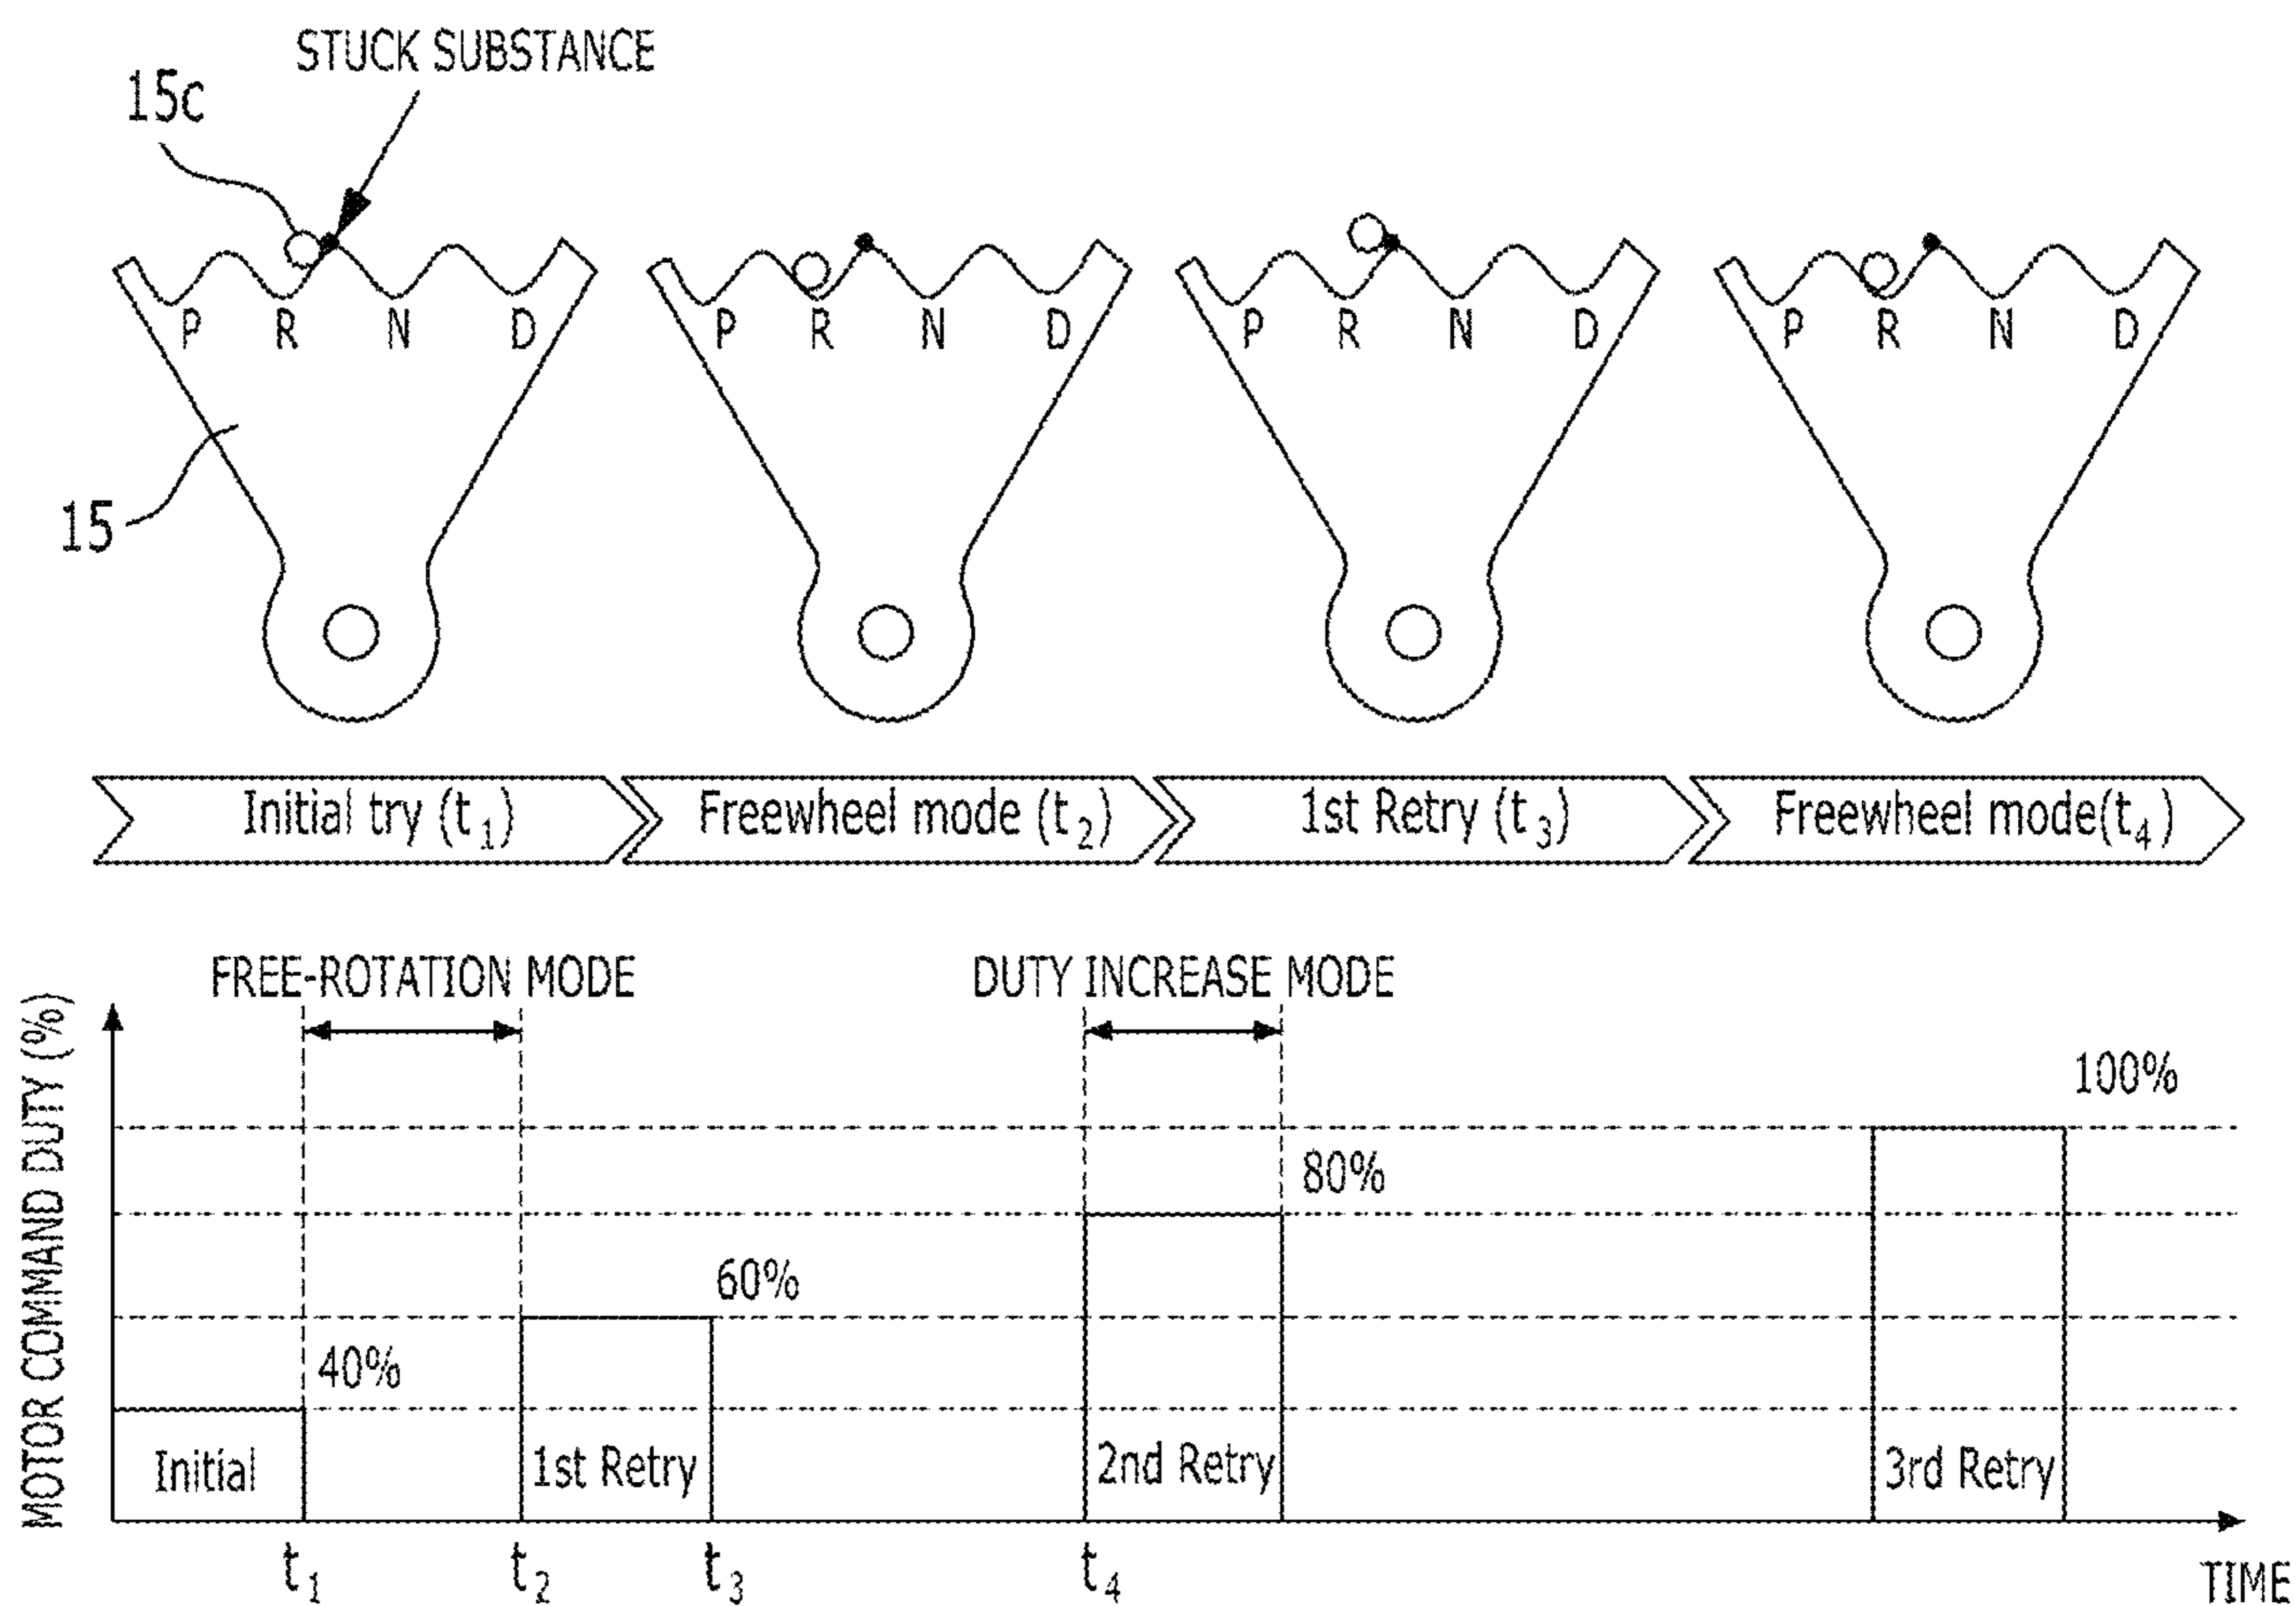 STUCK SUBSTANCE
15c
P R N D
P R N D
P R N D
P R N D
15
Initial try (t₁)
Freewheel mode (t₂)
1st Retry (t₃)
Freewheel mode(t₄)
FREE-ROTATION MODE
DUTY INCREASE MODE
MOTOR COMMAND DUTY (%)
100%
80%
60%
40%
Initial
1st Retry
2nd Retry
3rd Retry
t₁
t₂
t₃
t₄
TIME